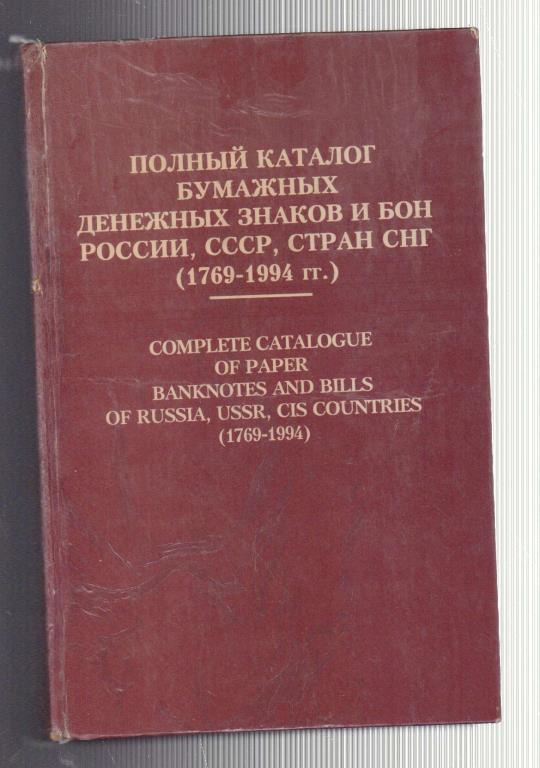 ПОЛНЫЙ КАТАЛОГ
БУМАЖНЫХ
ДЕНЕЖНЫХ ЗНАКОВ И БОН
РОССИИ, СССР, СТРАН СНГ
(1769-1994 гг.)
COMPLETE CATALOGUE
OF PAPER
BANKNOTES AND BILLS
OF RUSSIA, USSR, CIS COUNTRIES
(1769-1994)